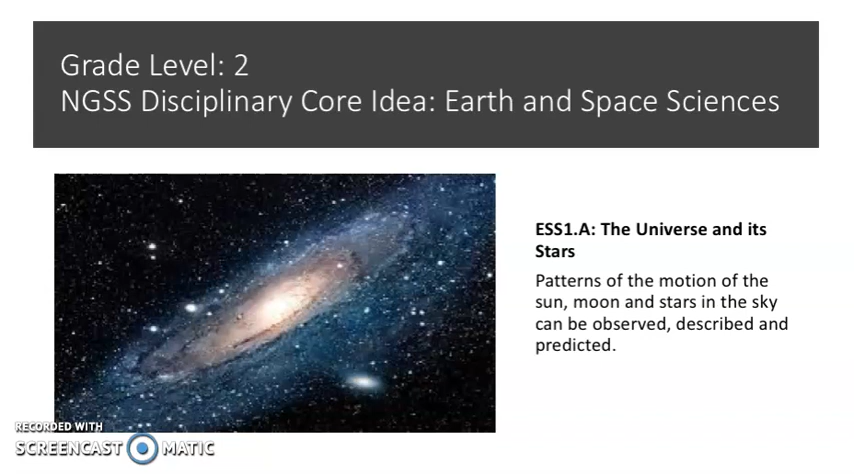 Grade Level: 2
NGSS Disciplinary Core Idea: Earth and Space Sciences
ESS1.A: The Universe and its
Stars
Patterns of the motion of the
sun, moon and stars in the sky
can be observed, described and
predicted.
RECORDED WITH
SCREENCAST MATIC